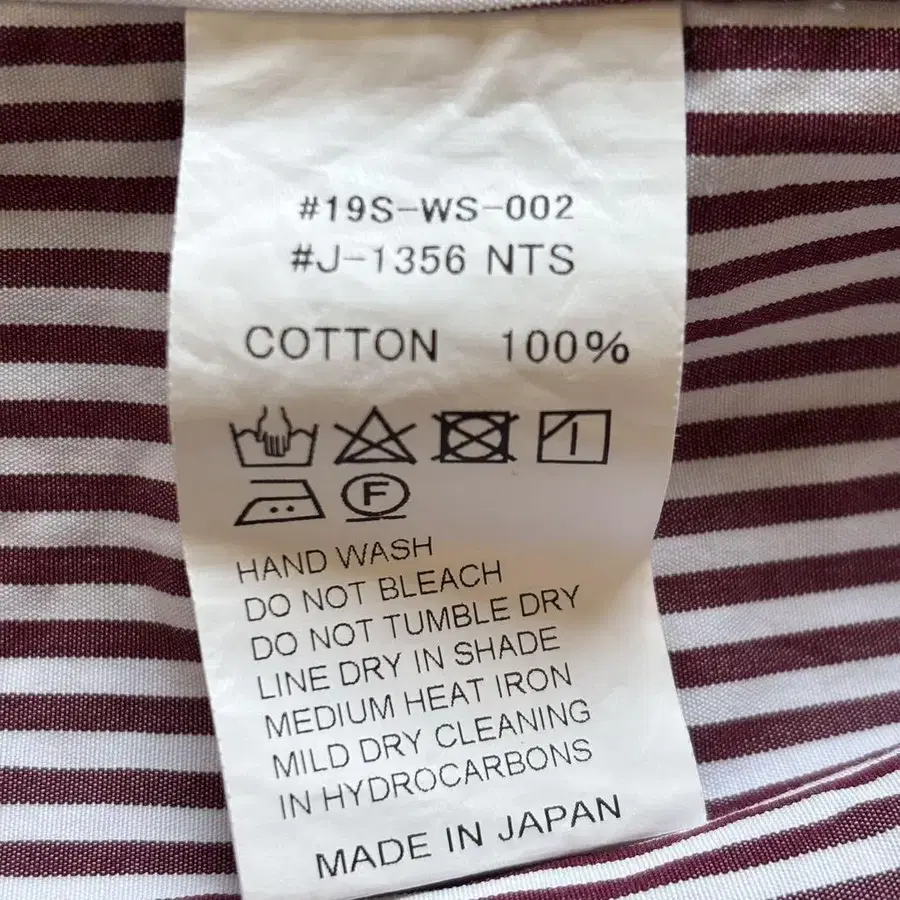 #19S-WS-002
#J-1356 NTS
COTTON 100%
F
HAND WASH
DO NOT BLEACH
DO NOT TUMBLE DRY
LINE DRY IN SHADE
MEDIUM HEAT IRON
MILD DRY CLEANING
IN HYDROCARBONS
MADE IN JAPAN